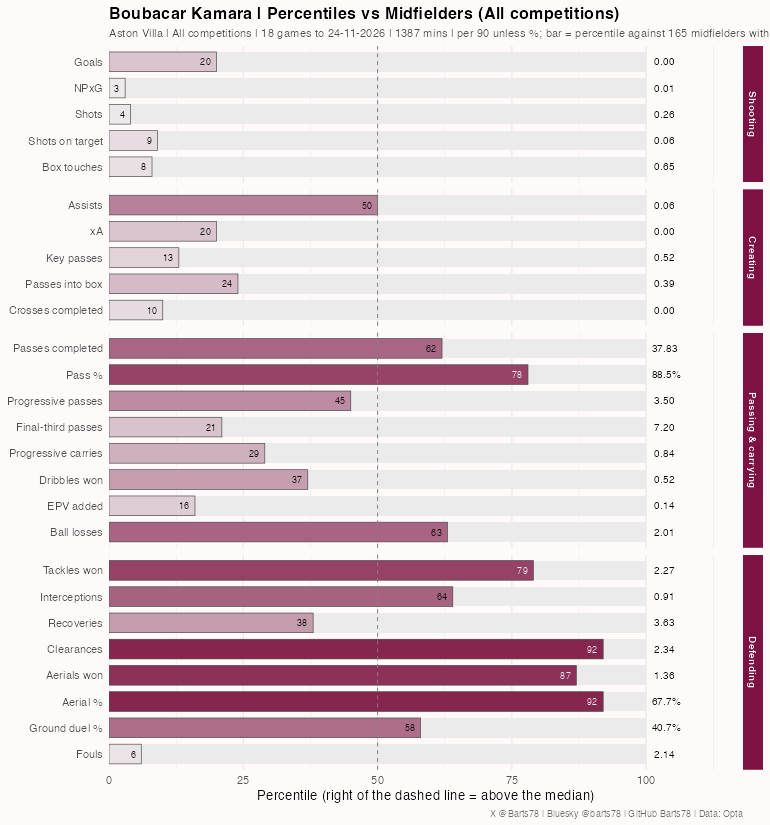 Boubacar Kamara | Percentiles vs Midfielders (All competitions)
Aston Villa | All competitions | 18 games to 24-11-2026 | 1387 mins | per 90 unless %; bar = percentile against 165 midfielders with
Goals 20 0.00
NPxG 3 0.01
Shots 4 0.26
Shots on target 9 0.06
Box touches 8 0.65
Shooting
Assists 50 0.06
xA 20 0.00
Key passes 13 0.52
Passes into box 24 0.39
Crosses completed 10 0.00
Creating
Passes completed 62 37.83
Pass % 78 88.5%
Progressive passes 45 3.50
Final-third passes 21 7.20
Progressive carries 29 0.84
Dribbles won 37 0.52
EPV added 16 0.14
Ball losses 63 2.01
Passing & carrying
Tackles won 79 2.27
Interceptions 64 0.91
Recoveries 38 3.63
Clearances 92 2.34
Aerials won 87 1.36
Aerial % 92 67.7%
Ground duel % 58 40.7%
Fouls 6 2.14
Defending
0 25 50 75 100
Percentile (right of the dashed line = above the median)
X @Barts78 | Bluesky @barts78 | GitHub Barts78 | Data: Opta